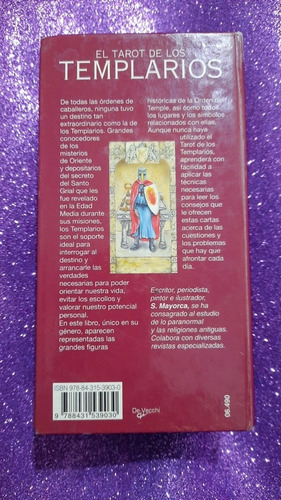 EL TAROT DE LOS
TEMPLARIOS
De todas las órdenes de
caballeros, ninguna tuvo
un destino tan
extraordinario como la de
los Templarios. Grandes
conocedores
de los
misterios
de Oriente
y depositarios
del secreto
del Santo
Grial que les
fue revelado
en la Edad
Media durante
sus misiones,
los Templarios
son el soporte
ideal para
interrogar al
destino y
arrancarle las
verdades
necesarias para poder
orientar nuestra vida,
evitar los escollos y
valorar nuestro potencial
personal.
En este libro, único en su
género, aparecen
representadas las
grandes figuras
históricas de la Orden del
Temple, así como todos
los lugares y los símbolos
relacionados con ellas.
Aunque nunca haya
utilizado el
Tarot de los
Templarios,
aprenderá con
facilidad a
aplicar las
técnicas
necesarias
para leer los
consejos que
le ofrecen
estas cartas
acerca de las
cuestiones y
los problemas
que hay que
afrontar cada
día.
Escritor, periodista,
pintor e ilustrador,
S. Mayorca, se ha
consagrado al estudio
de lo paranormal
y las religiones antiguas.
Colabora con diversas
revistas especializadas.
ISBN 978-84-315-3903-0
9 788431 539030
De Vecchi
06.490